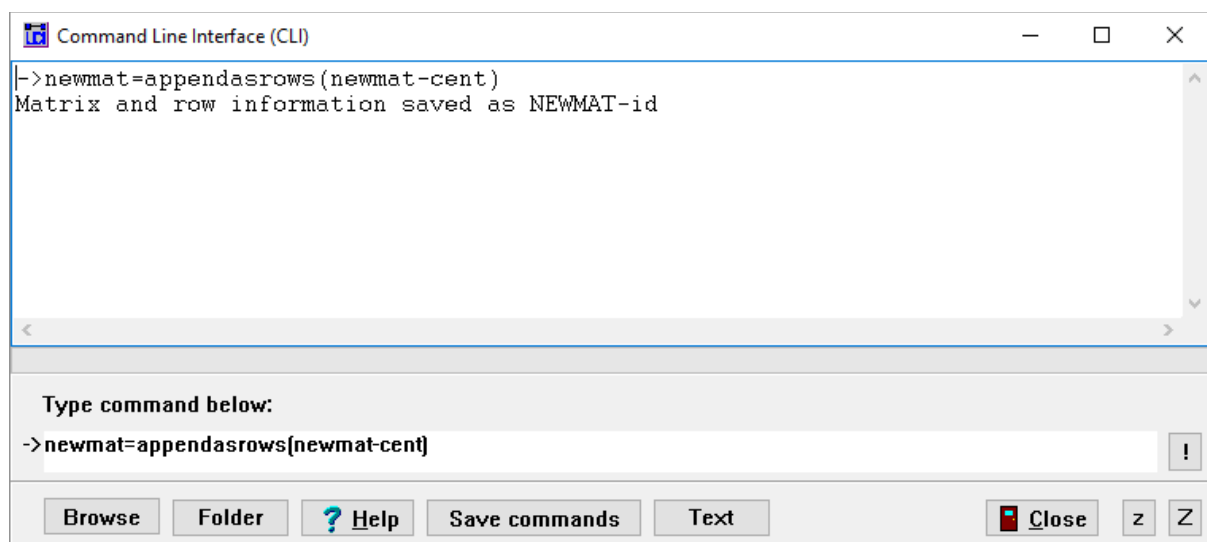 Command Line Interface (CLI)
->newmat=appendasrows(newmat-cent)
Matrix and row information saved as NEWMAT-id
Type command below:
->newmat=appendasrows(newmat-cent)
!
Browse Folder ? Help Save commands Text Close z Z